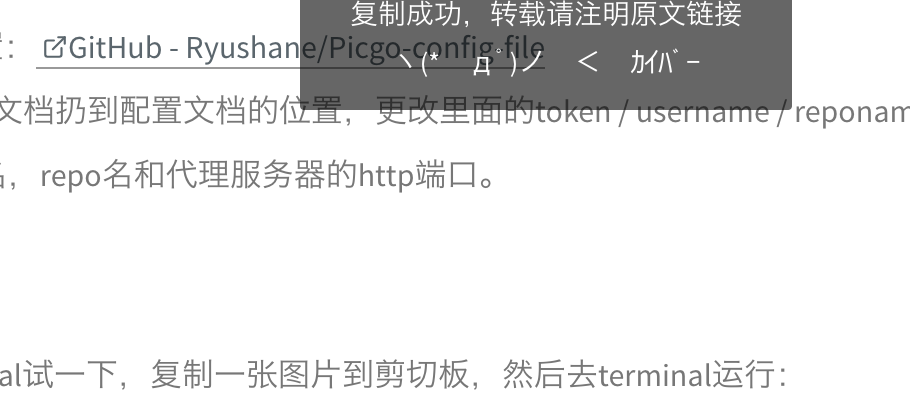 复制成功，转载请注明原文链接
ヽ(* ゚д゚)ノ ＜ ｶｲﾊﾞｰ
： GitHub - Ryushane/Picgo-config file
文档扔到配置文档的位置，更改里面的token / username / reponam
，repo名和代理服务器的http端口。
al试一下，复制一张图片到剪切板，然后去terminal运行：